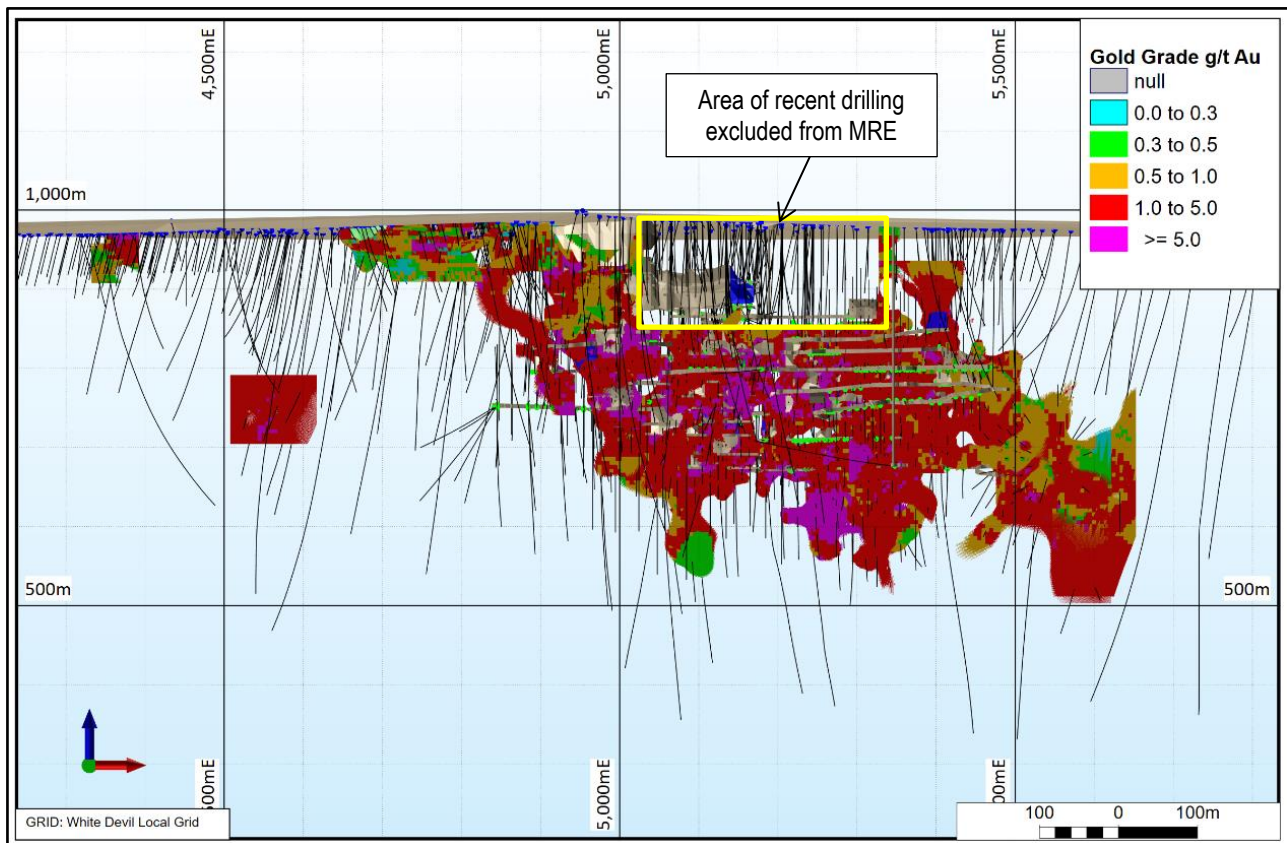 4,500mE
5,000mE
5,500mE
Gold Grade g/t Au
null
0.0 to 0.3
0.3 to 0.5
0.5 to 1.0
1.0 to 5.0
>= 5.0
Area of recent drilling
excluded from MRE
1,000m
500m
500m
500mE
5,000mE
00mE
GRID: White Devil Local Grid
100 0 100m